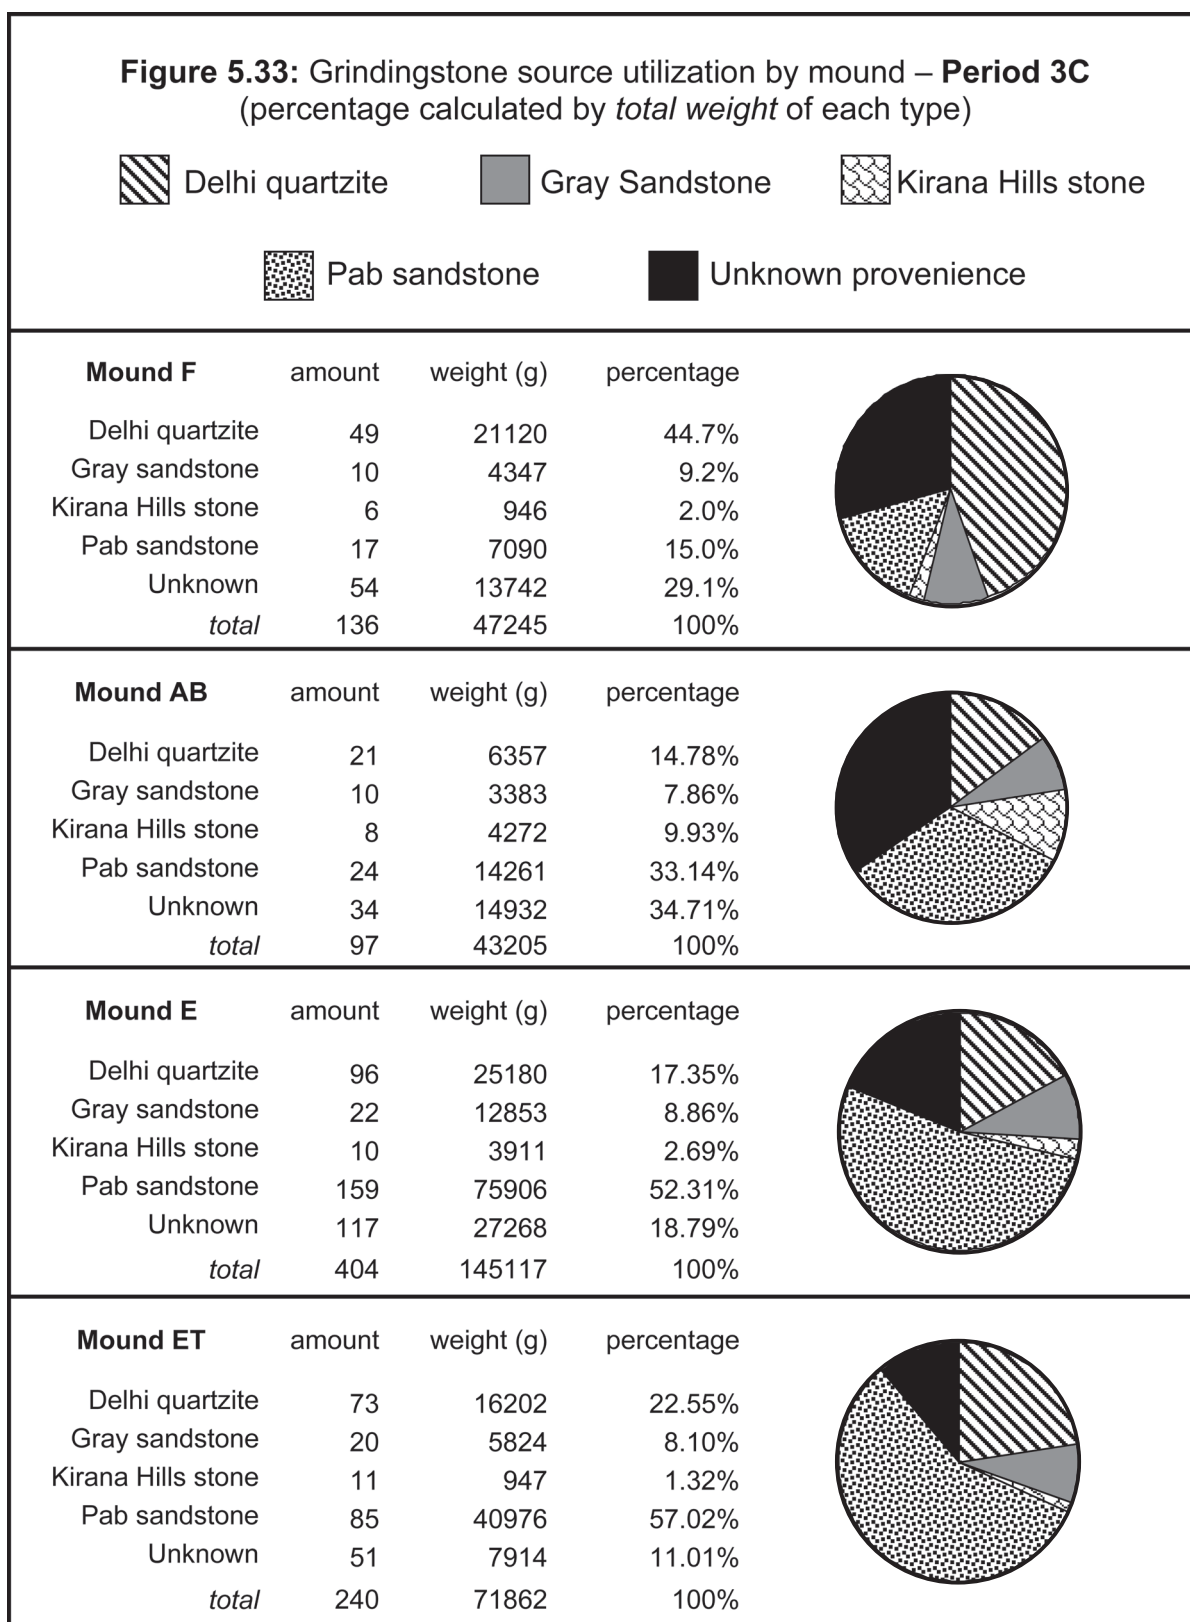 Figure 5.33: Grindingstone source utilization by mound – Period 3C
(percentage calculated by total weight of each type)
Delhi quartzite Gray Sandstone Kirana Hills stone
Pab sandstone Unknown provenience
Mound F amount weight (g) percentage
Delhi quartzite 49 21120 44.7%
Gray sandstone 10 4347 9.2%
Kirana Hills stone 6 946 2.0%
Pab sandstone 17 7090 15.0%
Unknown 54 13742 29.1%
total 136 47245 100%
Mound AB amount weight (g) percentage
Delhi quartzite 21 6357 14.78%
Gray sandstone 10 3383 7.86%
Kirana Hills stone 8 4272 9.93%
Pab sandstone 24 14261 33.14%
Unknown 34 14932 34.71%
total 97 43205 100%
Mound E amount weight (g) percentage
Delhi quartzite 96 25180 17.35%
Gray sandstone 22 12853 8.86%
Kirana Hills stone 10 3911 2.69%
Pab sandstone 159 75906 52.31%
Unknown 117 27268 18.79%
total 404 145117 100%
Mound ET amount weight (g) percentage
Delhi quartzite 73 16202 22.55%
Gray sandstone 20 5824 8.10%
Kirana Hills stone 11 947 1.32%
Pab sandstone 85 40976 57.02%
Unknown 51 7914 11.01%
total 240 71862 100%